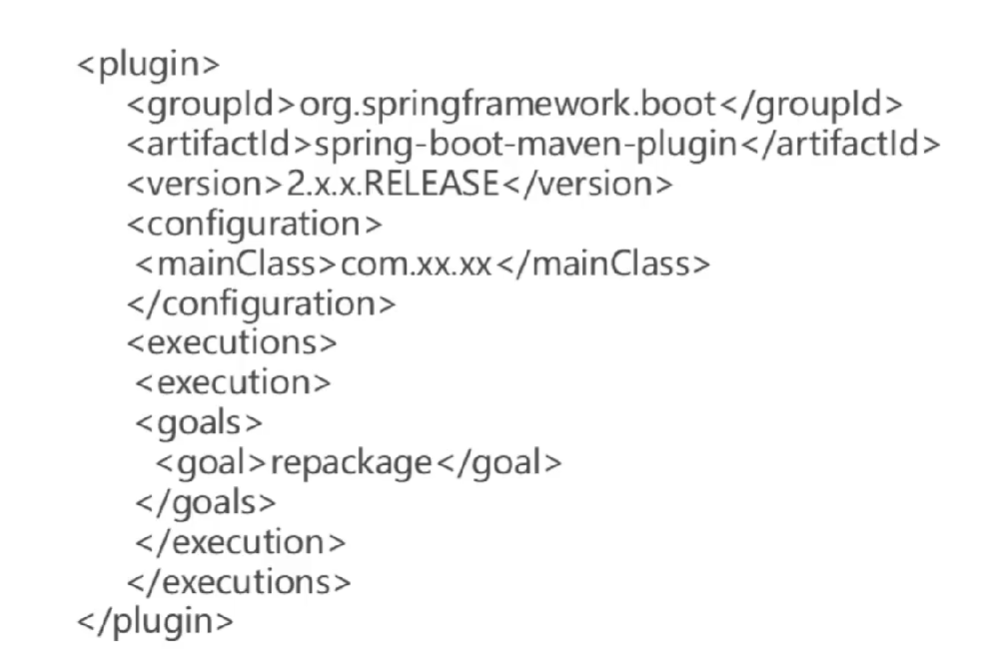 <plugin>
<groupId>org.springframework.boot</groupId>
<artifactId>spring-boot-maven-plugin</artifactId>
<version>2.x.x.RELEASE</version>
<configuration>
<mainClass>com.xx.xx</mainClass>
</configuration>
<executions>
<execution>
<goals>
<goal>repackage</goal>
</goals>
</execution>
</executions>
</plugin>